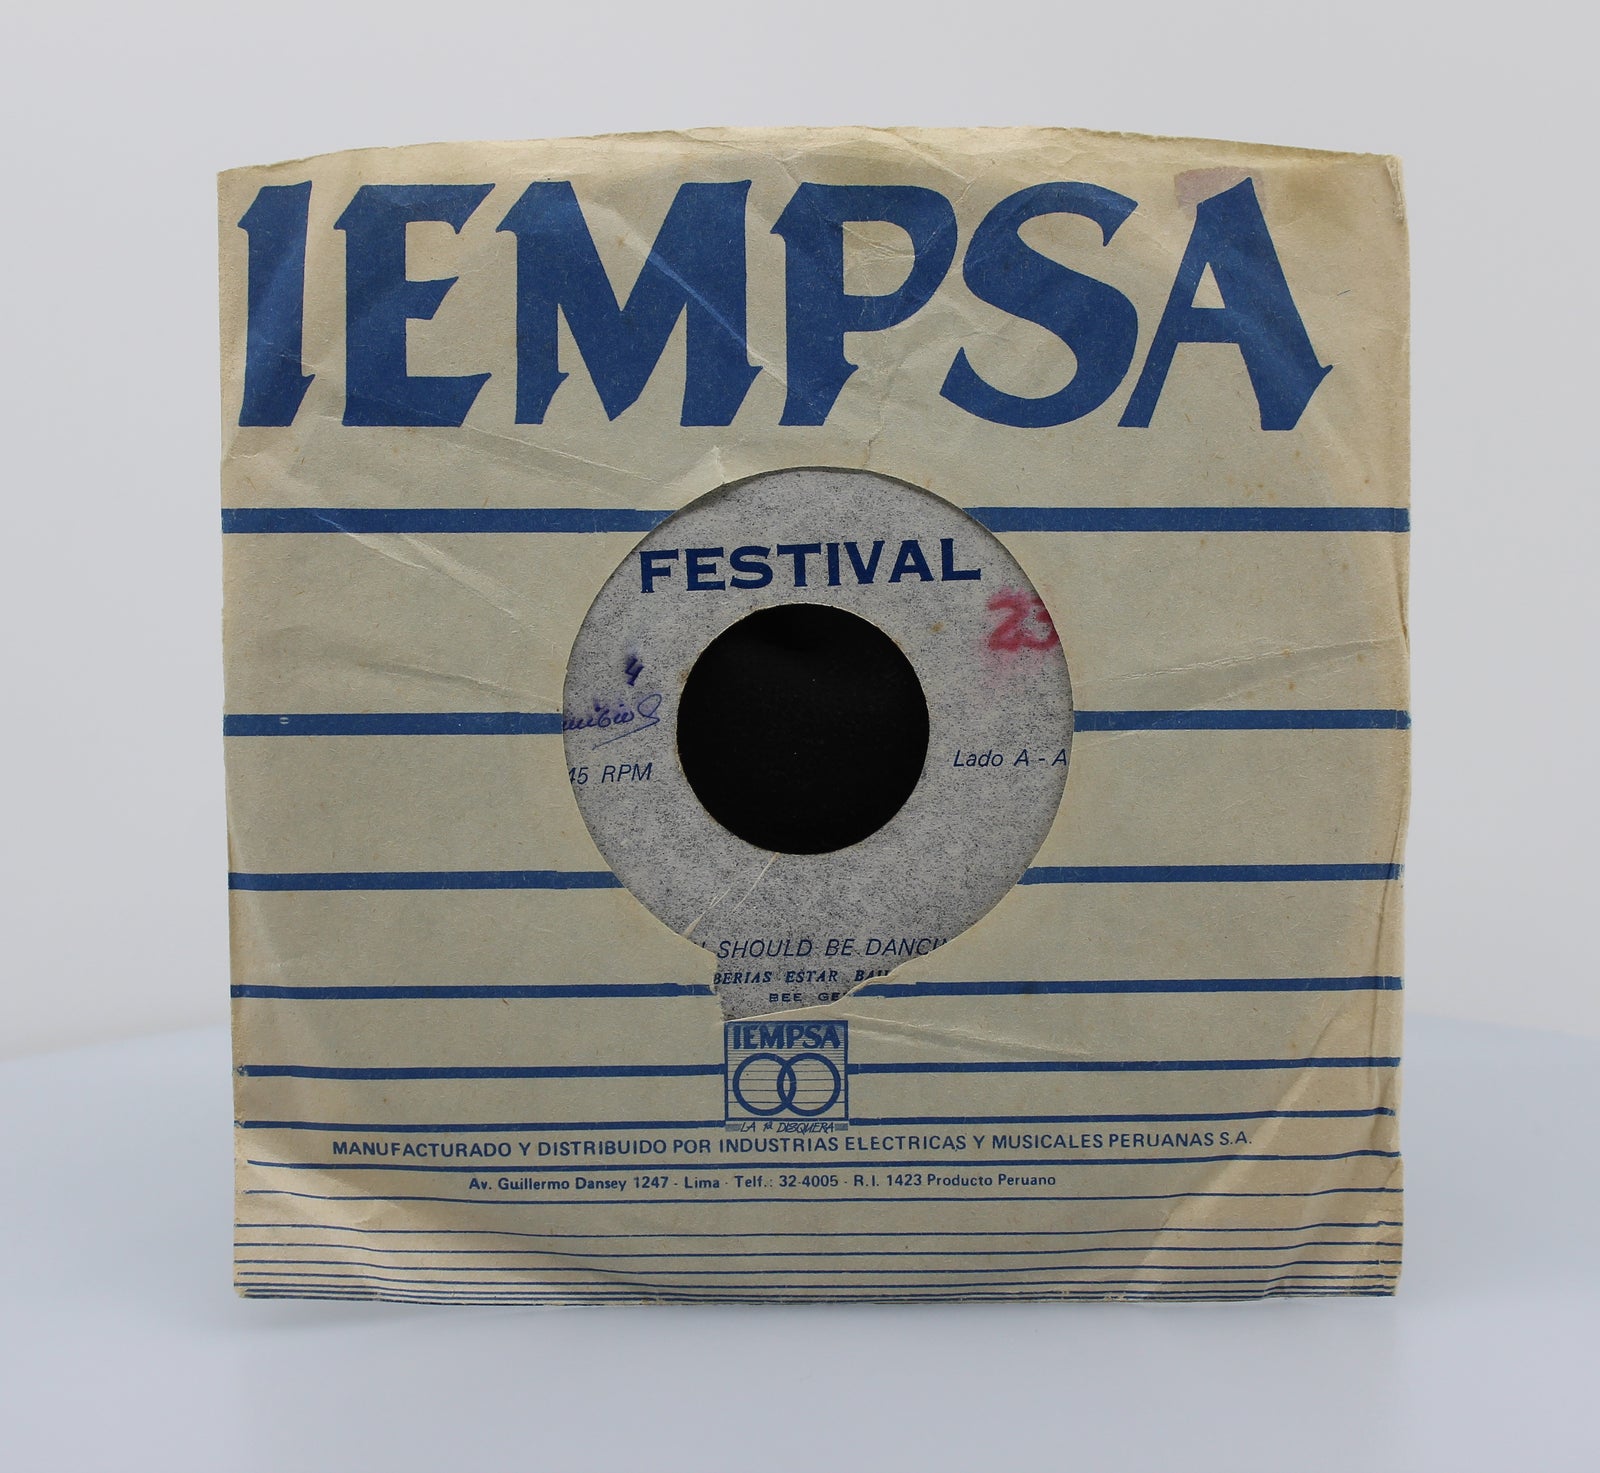 IEMPSA
FESTIVAL
23
4
45 RPM
Lado A - A
SHOULD BE DANCIN
BERIAS ESTAR BAI
BEE GE
IEMPSA
LA 1ª DISQUERA
MANUFACTURADO Y DISTRIBUIDO POR INDUSTRIAS ELECTRICAS Y MUSICALES PERUANAS S.A.
Av. Guillermo Dansey 1247 - Lima - Telf.: 32-4005 - R.I. 1423 Producto Peruano